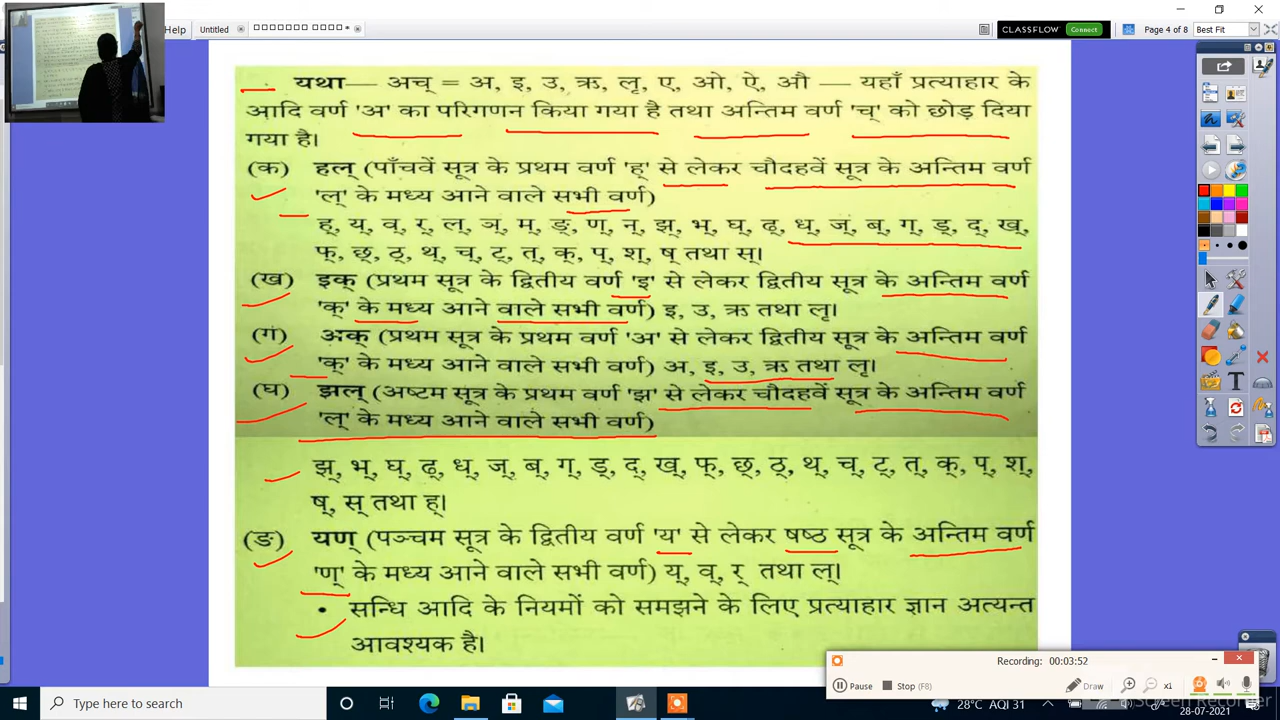 Help
Untitled
CLASSFLOW
Connect
Page 4 of 8
Best Fit
यथा— अच् = अ, इ, उ, ऋ, लृ, ए, ओ, ऐ, औ — यहाँ प्रत्याहार के
आदि वर्ण 'अ' का परिगणन किया गया है तथा अन्तिम वर्ण 'च्' को छोड़ दिया
गया है।
(क) हल् (पाँचवें सूत्र के प्रथम वर्ण 'ह्' से लेकर चौदहवें सूत्र के अन्तिम वर्ण
'ल्' के मध्य आने वाले सभी वर्ण)
ह्, य्, व्, र्, ल्, ञ्, म्, ङ्, ण्, न्, झ्, भ्, घ्, ढ्, ध्, ज्, ब्, ग्, ड्, द्, ख्,
फ्, छ्, ठ्, थ्, च्, ट्, त्, क्, प्, श्, ष् तथा स्।
(ख) इक् (प्रथम सूत्र के द्वितीय वर्ण 'इ' से लेकर द्वितीय सूत्र के अन्तिम वर्ण
'क्' के मध्य आने वाले सभी वर्ण) इ, उ, ऋ तथा लृ।
(ग) अक् (प्रथम सूत्र के प्रथम वर्ण 'अ' से लेकर द्वितीय सूत्र के अन्तिम वर्ण
'क्' के मध्य आने वाले सभी वर्ण) अ, इ, उ, ऋ तथा लृ।
(घ) झल् (अष्टम सूत्र के प्रथम वर्ण 'झ' से लेकर चौदहवें सूत्र के अन्तिम वर्ण
'ल्' के मध्य आने वाले सभी वर्ण)
झ्, भ्, घ्, ढ्, ध्, ज्, ब्, ग्, ड्, द्, ख्, फ्, छ्, ठ्, थ्, च्, ट्, त्, क्, प्, श्,
ष्, स् तथा ह्।
(ङ) यण् (पञ्चम सूत्र के द्वितीय वर्ण 'य' से लेकर षष्ठ सूत्र के अन्तिम वर्ण
'ण्' के मध्य आने वाले सभी वर्ण) य्, व्, र् तथा ल्।
• सन्धि आदि के नियमों को समझने के लिए प्रत्याहार ज्ञान अत्यन्त
आवश्यक है।
Recording: 00:03:52
Pause
Stop (F8)
Draw
x1
Type here to search
28°C AQI 31
28-07-2021